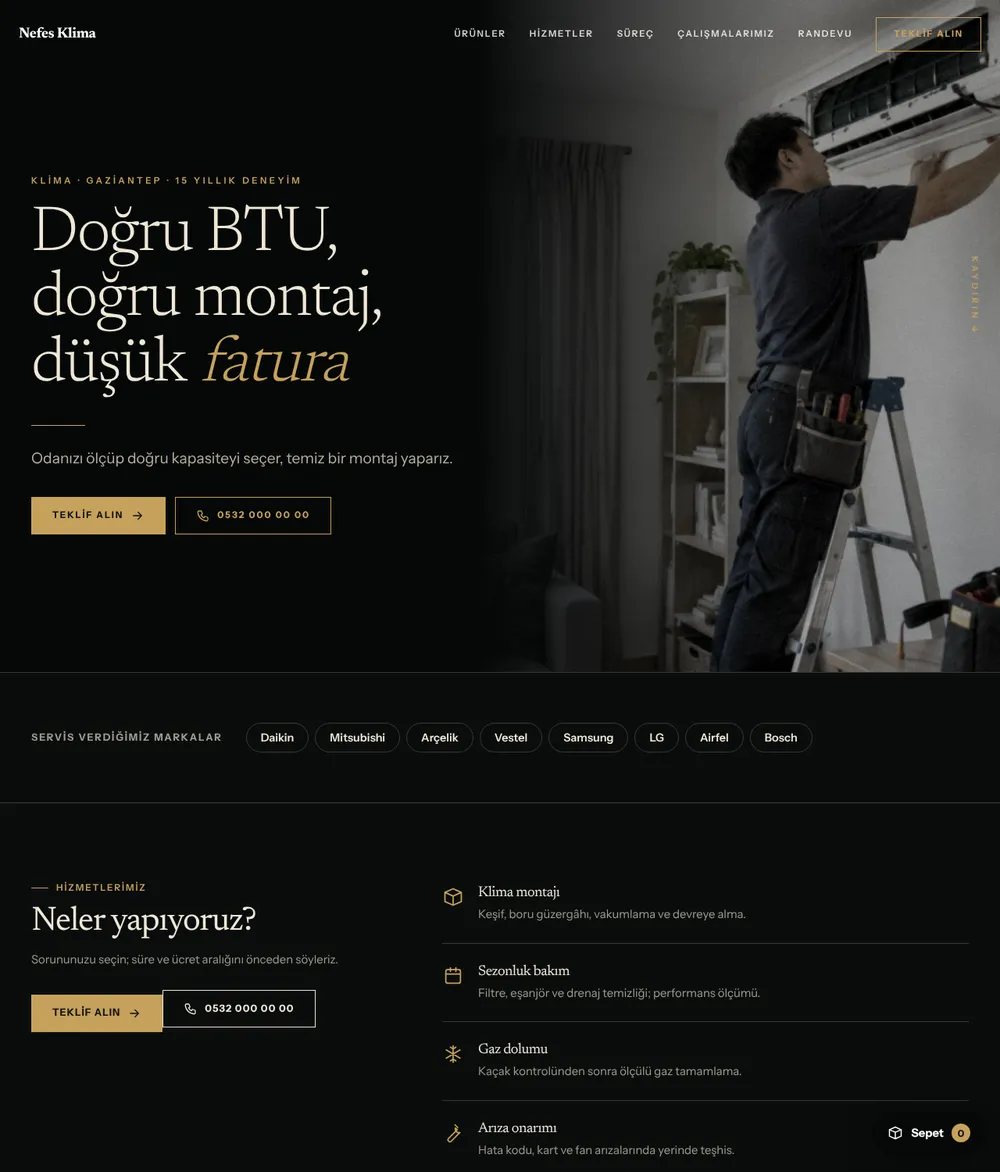 Nefes Klima
ÜRÜNLER
HİZMETLER
SÜREÇ
ÇALIŞMALARIMIZ
RANDEVU
TEKLİF ALIN
KLİMA · GAZİANTEP · 15 YILLIK DENEYİM
Doğru BTU,
doğru montaj,
düşük fatura
Odanızı ölçüp doğru kapasiteyi seçer, temiz bir montaj yaparız.
TEKLİF ALIN →
0532 000 00 00
KAYDIRIN ↓
SERVİS VERDİĞİMİZ MARKALAR
Daikin
Mitsubishi
Arçelik
Vestel
Samsung
LG
Airfel
Bosch
HİZMETLERİMİZ
Neler yapıyoruz?
Sorununuzu seçin; süre ve ücret aralığını önceden söyleriz.
TEKLİF ALIN →
0532 000 00 00
Klima montajı
Keşif, boru güzergâhı, vakumlama ve devreye alma.
Sezonluk bakım
Filtre, eşanjör ve drenaj temizliği; performans ölçümü.
Gaz dolumu
Kaçak kontrolünden sonra ölçülü gaz tamamlama.
Arıza onarımı
Hata kodu, kart ve fan arızalarında yerinde teşhis.
Sepet 0